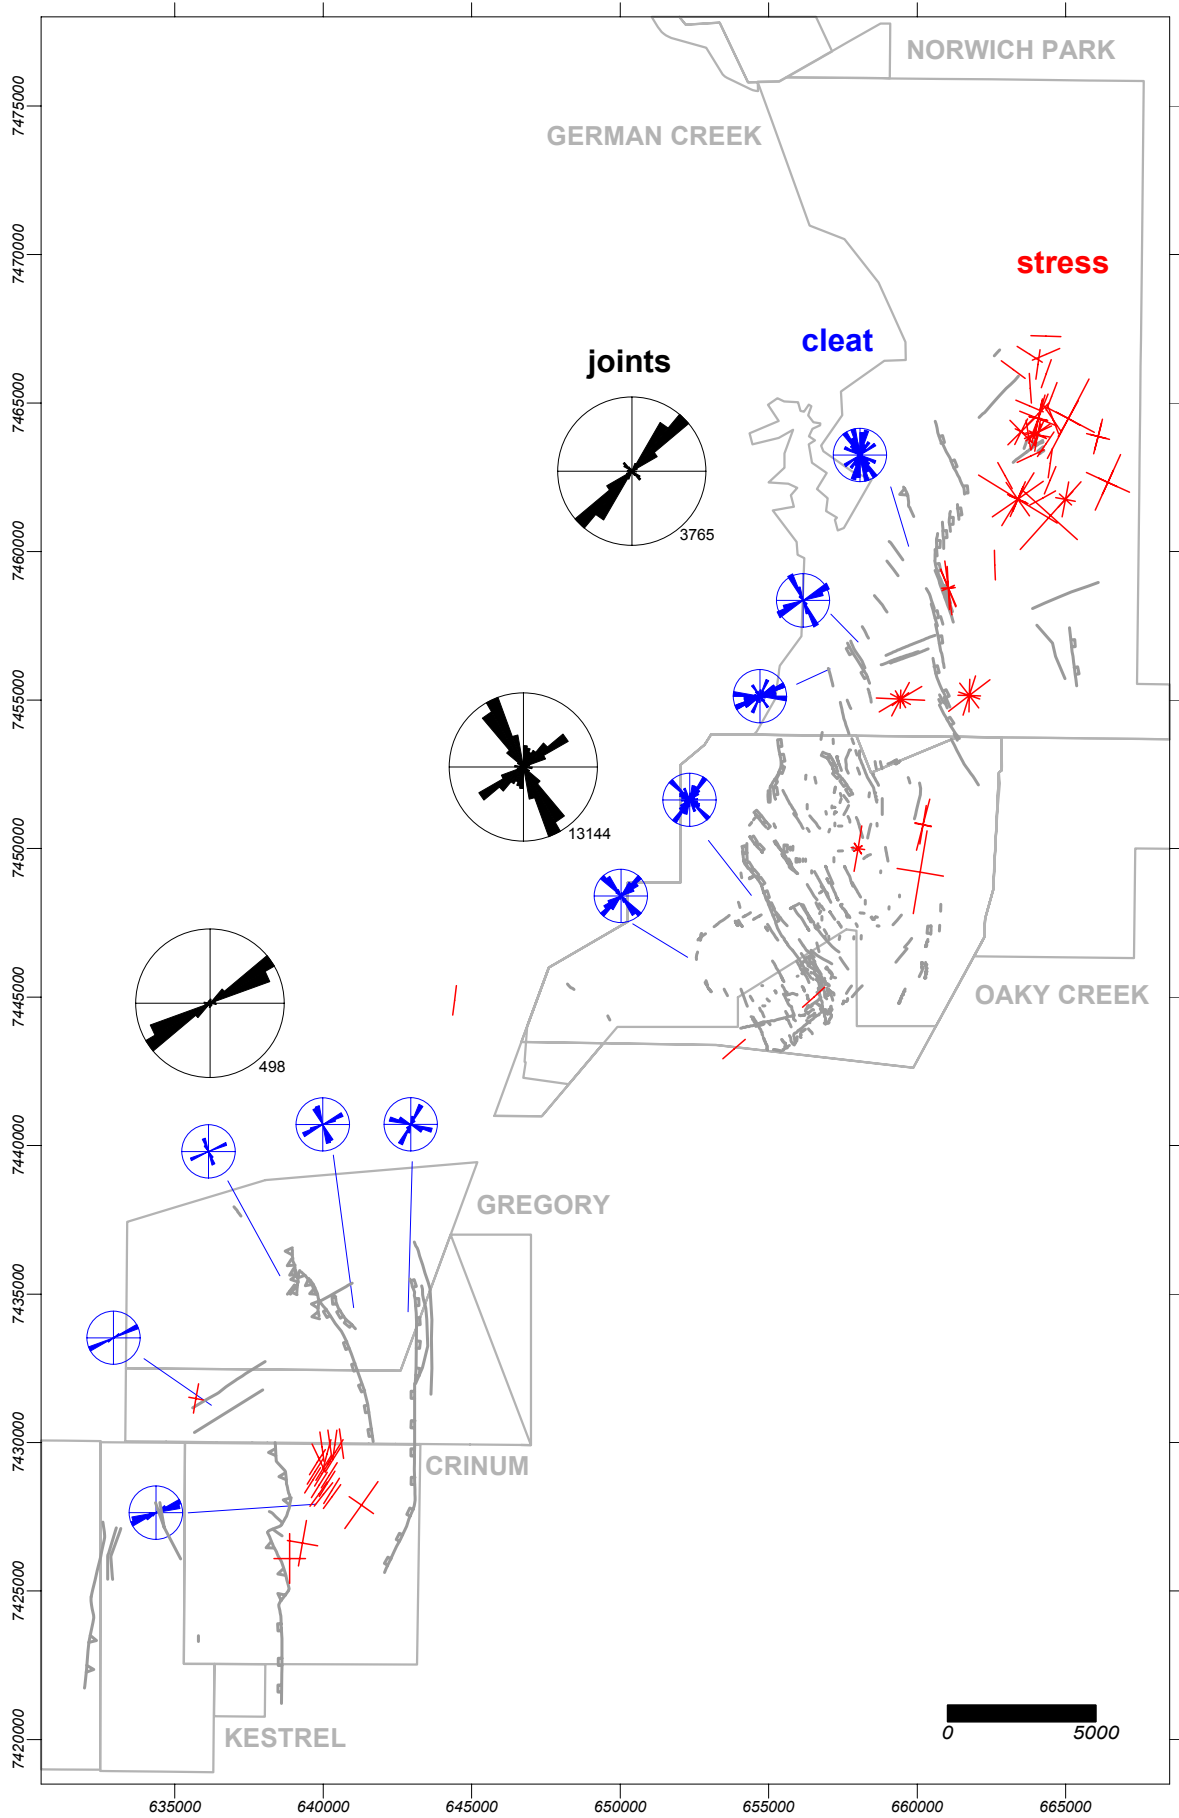 NORWICH PARK
GERMAN CREEK
stress
cleat
joints
3765
13144
OAKY CREEK
498
GREGORY
CRINUM
KESTREL
0 5000
7475000
7470000
7465000
7460000
7455000
7450000
7445000
7440000
7435000
7430000
7425000
7420000
635000 640000 645000 650000 655000 660000 665000